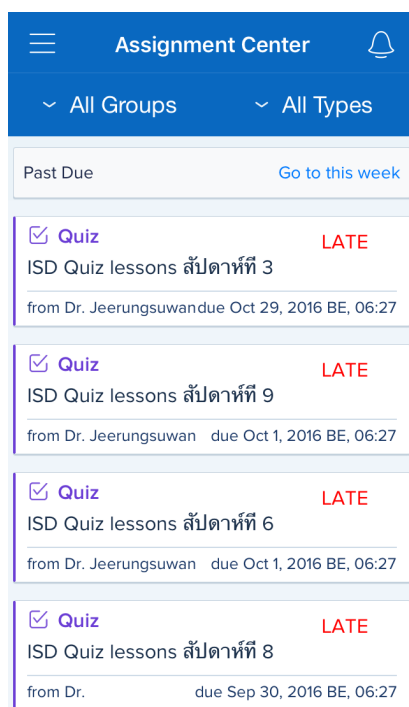 Assignment Center
All Groups All Types
Past Due Go to this week
Quiz LATE
ISD Quiz lessons สัปดาห์ที่ 3
from Dr. Jeerungsuwan due Oct 29, 2016 BE, 06:27
Quiz LATE
ISD Quiz lessons สัปดาห์ที่ 9
from Dr. Jeerungsuwan due Oct 1, 2016 BE, 06:27
Quiz LATE
ISD Quiz lessons สัปดาห์ที่ 6
from Dr. Jeerungsuwan due Oct 1, 2016 BE, 06:27
Quiz LATE
ISD Quiz lessons สัปดาห์ที่ 8
from Dr. due Sep 30, 2016 BE, 06:27